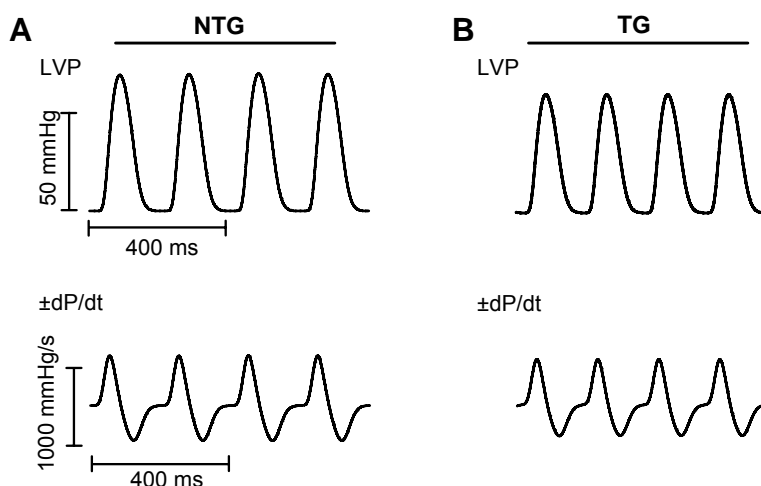 A
NTG
LVP
50 mmHg
400 ms
±dP/dt
1000 mmHg/s
400 ms
B
TG
LVP
±dP/dt